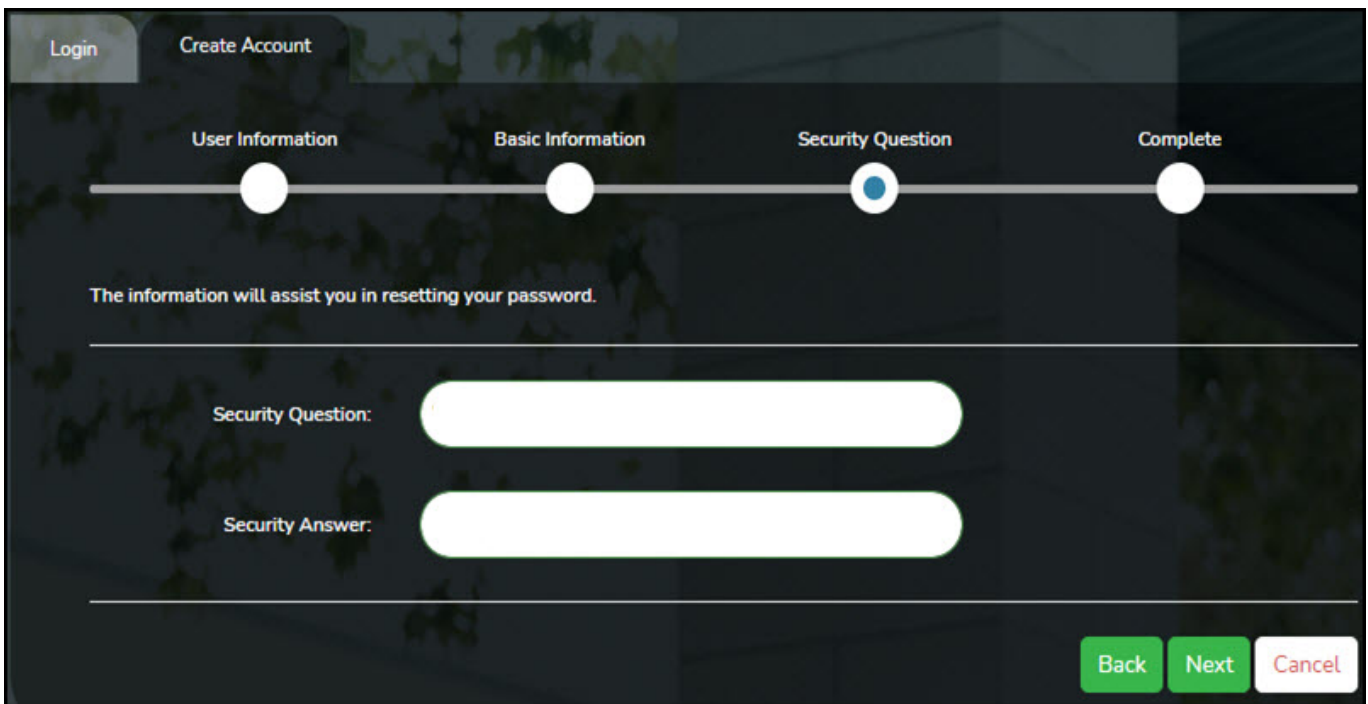 Login
Create Account
User Information
Basic Information
Security Question
Complete
The information will assist you in resetting your password.
Security Question:
Security Answer:
Back
Next
Cancel